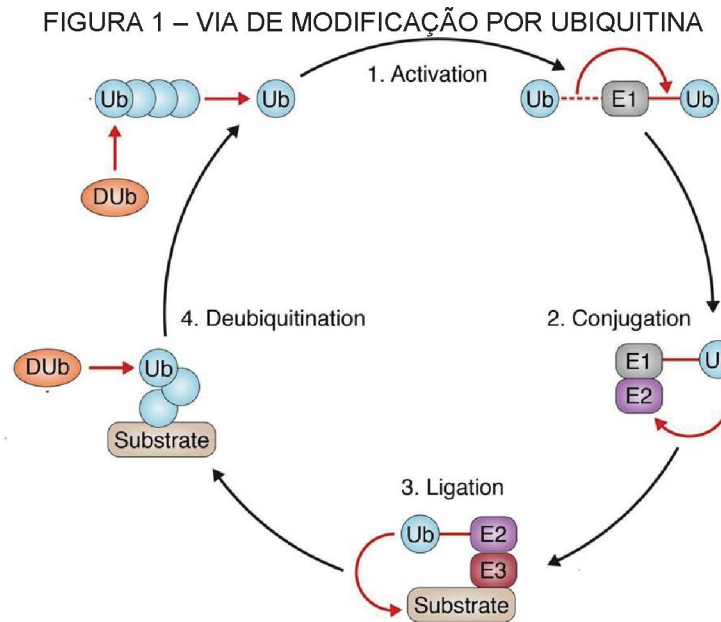 FIGURA 1 – VIA DE MODIFICAÇÃO POR UBIQUITINA
1. Activation
Ub
Ub
Ub
E1
Ub
DUb
4. Deubiquitination
2. Conjugation
DUb
Ub
E1
U
E2
Substrate
3. Ligation
Ub
E2
E3
Substrate